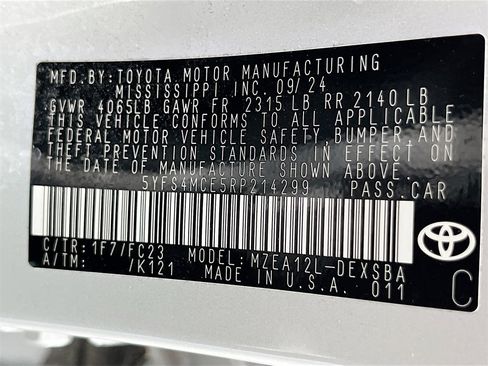 MFD. BY: TOYOTA MOTOR MANUFACTURING
MISSISSIPPI INC. 09/24
GVWR 4065LB GAWR FR 2315 LB RR 2140 LB
THIS VEHICLE CONFORMS TO ALL APPLICABLE
FEDERAL MOTOR VEHICLE SAFETY, BUMPER AND
THEFT PREVENTION STANDARDS IN EFFECT ON
THE DATE OF MANUFACTURE SHOWN ABOVE.
5YFS4MCE5RP214299 PASS. CAR
C/TR: 1F7/FC23 MODEL: MZEA12L-DEXSBA
A/TM: /K121 MADE IN U.S.A. 011
C